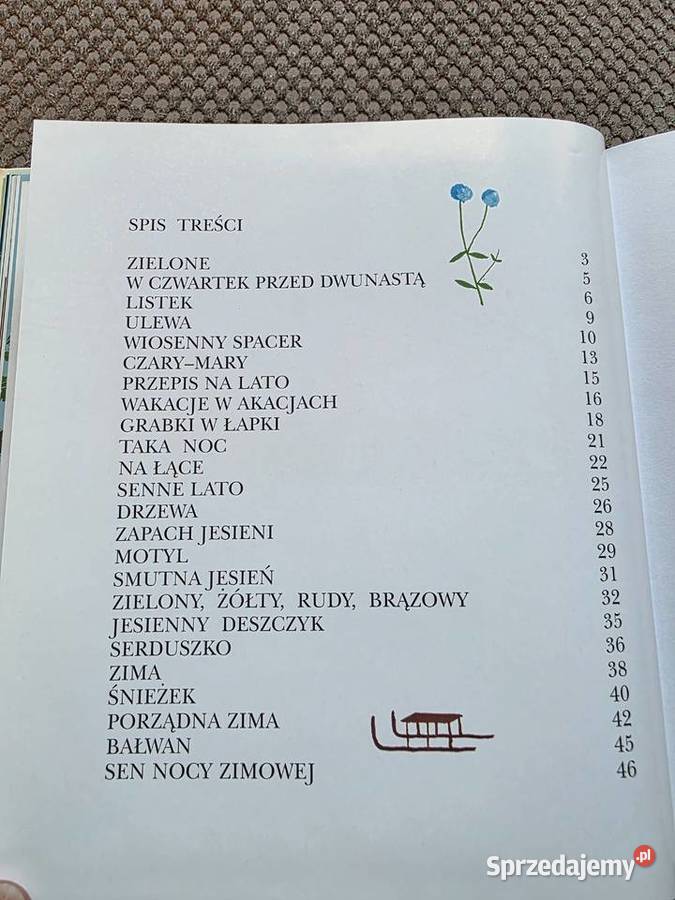 SPIS TREŚCI
ZIELONE 3
W CZWARTEK PRZED DWUNASTĄ 5
LISTEK 6
ULEWA 9
WIOSENNY SPACER 10
CZARY–MARY 13
PRZEPIS NA LATO 15
WAKACJE W AKACJACH 16
GRABKI W ŁAPKI 18
TAKA NOC 21
NA ŁĄCE 22
SENNE LATO 25
DRZEWA 26
ZAPACH JESIENI 28
MOTYL 29
SMUTNA JESIEŃ 31
ZIELONY, ŻÓŁTY, RUDY, BRĄZOWY 32
JESIENNY DESZCZYK 35
SERDUSZKO 36
ZIMA 38
ŚNIEŻEK 40
PORZĄDNA ZIMA 42
BAŁWAN 45
SEN NOCY ZIMOWEJ 46
Sprzedajemy.pl